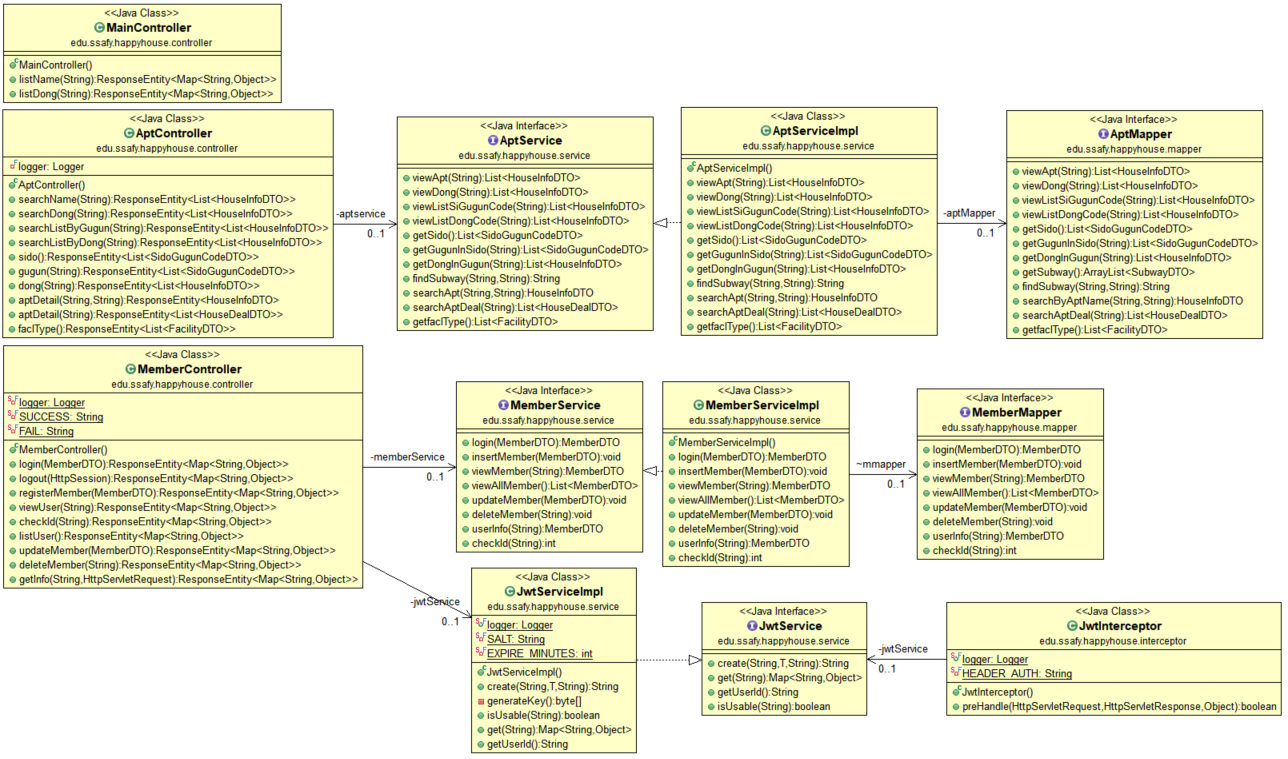 <<Java Class>>
MainController
edu.ssafy.happyhouse.controller
MainController()
listName(String):ResponseEntity<Map<String,Object>>
listDong(String):ResponseEntity<Map<String,Object>>
<<Java Class>>
AptController
edu.ssafy.happyhouse.controller
logger: Logger
AptController()
searchName(String):ResponseEntity<List<HouseInfoDTO>>
searchDong(String):ResponseEntity<List<HouseInfoDTO>>
searchListByGugun(String):ResponseEntity<List<HouseInfoDTO>>
searchListByDong(String):ResponseEntity<List<HouseInfoDTO>>
sido():ResponseEntity<List<SidoGugunCodeDTO>>
gugun(String):ResponseEntity<List<SidoGugunCodeDTO>>
dong(String):ResponseEntity<List<HouseInfoDTO>>
aptDetail(String,String):ResponseEntity<HouseInfoDTO>
aptDetail(String):ResponseEntity<List<HouseDealDTO>>
faclType():ResponseEntity<List<FacilityDTO>>
-aptservice
0..1
<<Java Interface>>
AptService
edu.ssafy.happyhouse.service
viewApt(String):List<HouseInfoDTO>
viewDong(String):List<HouseInfoDTO>
viewListSiGugunCode(String):List<HouseInfoDTO>
viewListDongCode(String):List<HouseInfoDTO>
getSido():List<SidoGugunCodeDTO>
getGugunInSido(String):List<SidoGugunCodeDTO>
getDongInGugun(String):List<HouseInfoDTO>
findSubway(String,String):String
searchApt(String,String):HouseInfoDTO
searchAptDeal(String):List<HouseDealDTO>
getfaclType():List<FacilityDTO>
<<Java Class>>
AptServiceImpl
edu.ssafy.happyhouse.service
AptServiceImpl()
viewApt(String):List<HouseInfoDTO>
viewDong(String):List<HouseInfoDTO>
viewListSiGugunCode(String):List<HouseInfoDTO>
viewListDongCode(String):List<HouseInfoDTO>
getSido():List<SidoGugunCodeDTO>
getGugunInSido(String):List<SidoGugunCodeDTO>
getDongInGugun(String):List<HouseInfoDTO>
findSubway(String,String):String
searchApt(String,String):HouseInfoDTO
searchAptDeal(String):List<HouseDealDTO>
getfaclType():List<FacilityDTO>
-aptMapper
0..1
<<Java Interface>>
AptMapper
edu.ssafy.happyhouse.mapper
viewApt(String):List<HouseInfoDTO>
viewDong(String):List<HouseInfoDTO>
viewListSiGugunCode(String):List<HouseInfoDTO>
viewListDongCode(String):List<HouseInfoDTO>
getSido():List<SidoGugunCodeDTO>
getGugunInSido(String):List<SidoGugunCodeDTO>
getDongInGugun(String):List<HouseInfoDTO>
getSubway():ArrayList<SubwayDTO>
findSubway(String,String):String
searchByAptName(String,String):HouseInfoDTO
searchAptDeal(String):List<HouseDealDTO>
getfaclType():List<FacilityDTO>
<<Java Class>>
MemberController
edu.ssafy.happyhouse.controller
logger: Logger
SUCCESS: String
FAIL: String
MemberController()
login(MemberDTO):ResponseEntity<Map<String,Object>>
logout(HttpSession):ResponseEntity<Map<String,Object>>
registerMember(MemberDTO):ResponseEntity<Map<String,Object>>
viewUser(String):ResponseEntity<Map<String,Object>>
checkId(String):ResponseEntity<Map<String,Object>>
listUser():ResponseEntity<Map<String,Object>>
updateMember(MemberDTO):ResponseEntity<Map<String,Object>>
deleteMember(String):ResponseEntity<Map<String,Object>>
getInfo(String,HttpServletRequest):ResponseEntity<Map<String,Object>>
-memberService
0..1
<<Java Interface>>
MemberService
edu.ssafy.happyhouse.service
login(MemberDTO):MemberDTO
insertMember(MemberDTO):void
viewMember(String):MemberDTO
viewAllMember():List<MemberDTO>
updateMember(MemberDTO):void
deleteMember(String):void
userInfo(String):MemberDTO
checkId(String):int
<<Java Class>>
MemberServiceImpl
edu.ssafy.happyhouse.service
MemberServiceImpl()
login(MemberDTO):MemberDTO
insertMember(MemberDTO):void
viewMember(String):MemberDTO
viewAllMember():List<MemberDTO>
updateMember(MemberDTO):void
deleteMember(String):void
userInfo(String):MemberDTO
checkId(String):int
~mmapper
0..1
<<Java Interface>>
MemberMapper
edu.ssafy.happyhouse.mapper
login(MemberDTO):MemberDTO
insertMember(MemberDTO):void
viewMember(String):MemberDTO
viewAllMember():List<MemberDTO>
updateMember(MemberDTO):void
deleteMember(String):void
userInfo(String):MemberDTO
checkId(String):int
-jwtService
0..1
<<Java Class>>
JwtServiceImpl
edu.ssafy.happyhouse.service
logger: Logger
SALT: String
EXPIRE_MINUTES: int
JwtServiceImpl()
create(String,T,String):String
generateKey():byte[]
isUsable(String):boolean
get(String):Map<String,Object>
getUserId():String
<<Java Interface>>
JwtService
edu.ssafy.happyhouse.service
create(String,T,String):String
get(String):Map<String,Object>
getUserId():String
isUsable(String):boolean
-jwtService
0..1
<<Java Class>>
JwtInterceptor
edu.ssafy.happyhouse.interceptor
logger: Logger
HEADER_AUTH: String
JwtInterceptor()
preHandle(HttpServletRequest,HttpServletResponse,Object):boolean